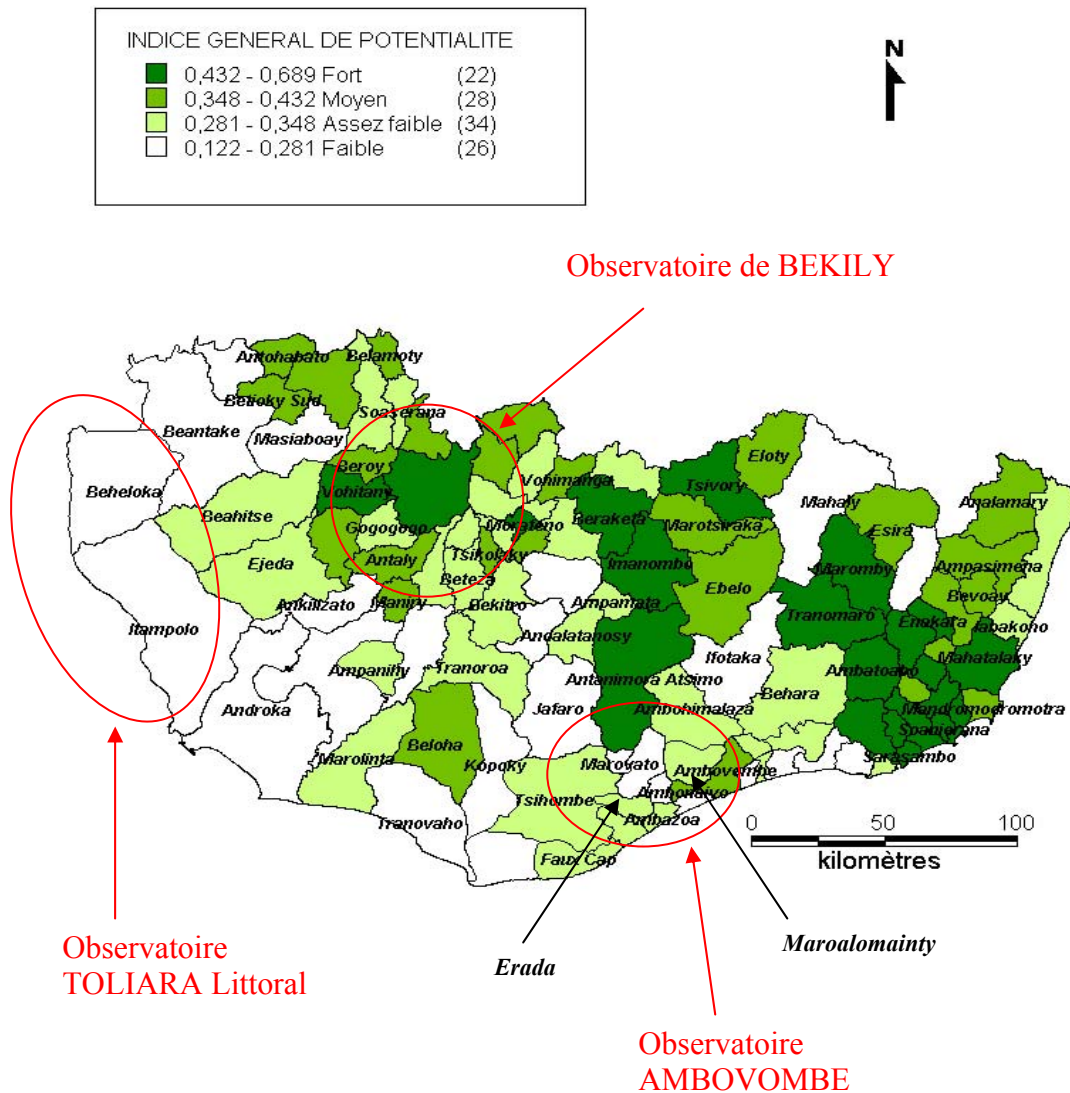 INDICE GENERAL DE POTENTIALITE
0,432 - 0,689 Fort (22)
0,348 - 0,432 Moyen (28)
0,281 - 0,348 Assez faible (34)
0,122 - 0,281 Faible (26)
N
Observatoire de BEKILY
Antohabato
Belamoty
Betioky Sud
Soaserana
Beantake
Masiaboay
Beheloka
Beroy
Vohitany
Vohimanga
Tsivory
Eloty
Mahaly
Analamary
Esira
Beahitse
Gogogogo
Morateno
Beraketa
Marotsiraka
Ejeda
Antaly
Tsikolaky
Beteza
Imanombo
Maromby
Ampasimena
Ebelo
Bevoay
Ankilizato
Maniry
Bekitro
Ampamata
Tranomaro
Enakara
Iabakoho
Itampolo
Andalatanosy
Ampanihy
Tranoroa
Ifotaka
Ambatoabo
Mahatalaky
Antanimora Atsimo
Behara
Androka
Jafaro
Ambohimalaza
Beloha
Marolinta
Kopoky
Marovato
Ambovembe
Sarasambo
Tsihombe
Ambonaivo
Tranovaho
Ambazoa
Faux Cap
0 50 100
kilomètres
Erada
Maroalomainty
Observatoire
TOLIARA Littoral
Observatoire
AMBOVOMBE